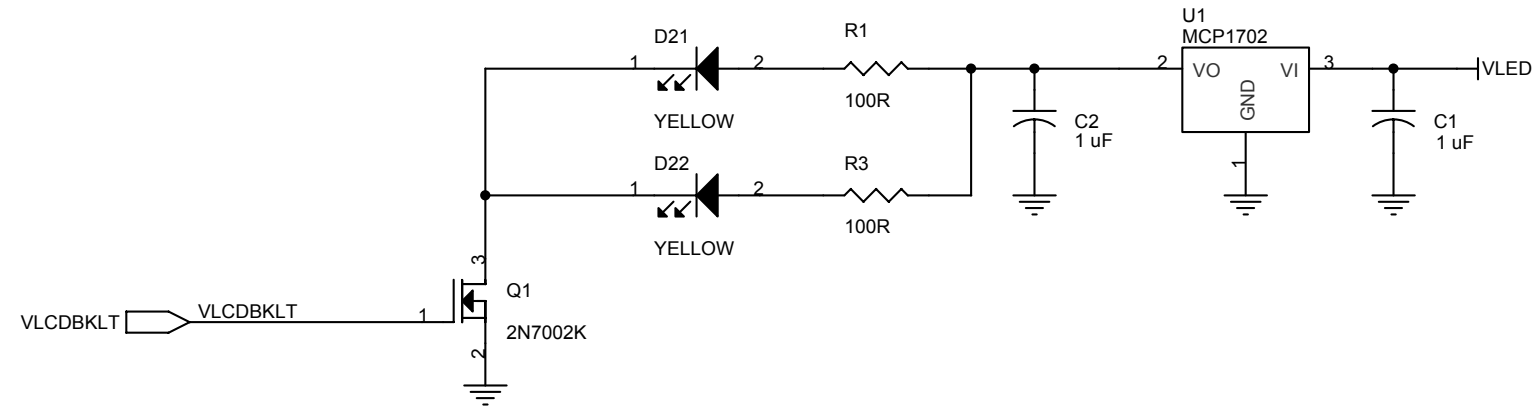 U1
MCP1702
D21
R1
1
2
2
VO
VI
3
VLED
GND
100R
YELLOW
C2
1 uF
C1
1 uF
1
D22
R3
1
2
100R
YELLOW
3
Q1
VLCDBKLT
VLCDBKLT
1
2N7002K
2